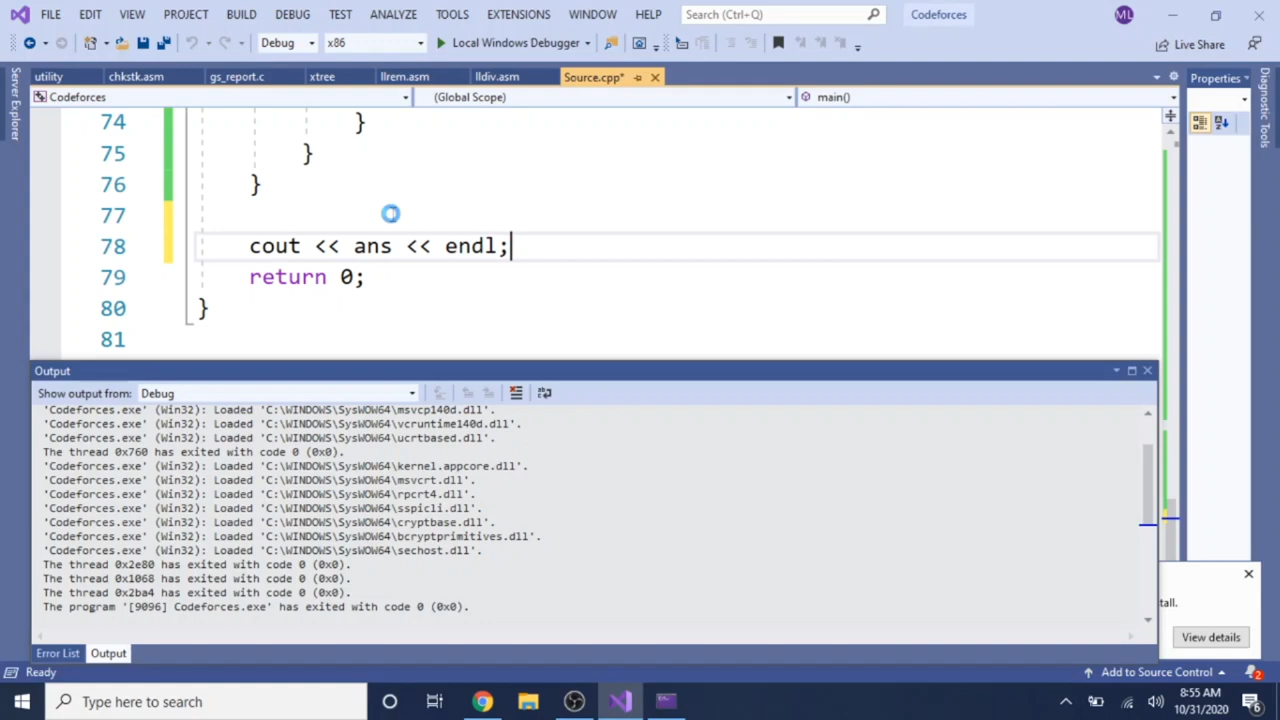 FILE EDIT VIEW PROJECT BUILD DEBUG TEST ANALYZE TOOLS EXTENSIONS WINDOW HELP Search (Ctrl+Q) Codeforces ML
Debug x86 Local Windows Debugger Live Share
Server Explorer
utility chkstk.asm gs_report.c xtree llrem.asm lldiv.asm Source.cpp*
Properties
Diagnostic Tools
Codeforces (Global Scope) main()
74 }
75 }
76 }
77
78 cout << ans << endl;
79 return 0;
80 }
81
Output
Show output from: Debug
'Codeforces.exe' (Win32): Loaded 'C:\WINDOWS\SysWOW64\msvcp140d.dll'.
'Codeforces.exe' (Win32): Loaded 'C:\WINDOWS\SysWOW64\vcruntime140d.dll'.
'Codeforces.exe' (Win32): Loaded 'C:\WINDOWS\SysWOW64\ucrtbased.dll'.
The thread 0x760 has exited with code 0 (0x0).
'Codeforces.exe' (Win32): Loaded 'C:\WINDOWS\SysWOW64\kernel.appcore.dll'.
'Codeforces.exe' (Win32): Loaded 'C:\WINDOWS\SysWOW64\msvcrt.dll'.
'Codeforces.exe' (Win32): Loaded 'C:\WINDOWS\SysWOW64\rpcrt4.dll'.
'Codeforces.exe' (Win32): Loaded 'C:\WINDOWS\SysWOW64\sspicli.dll'.
'Codeforces.exe' (Win32): Loaded 'C:\WINDOWS\SysWOW64\cryptbase.dll'.
'Codeforces.exe' (Win32): Loaded 'C:\WINDOWS\SysWOW64\bcryptprimitives.dll'.
'Codeforces.exe' (Win32): Loaded 'C:\WINDOWS\SysWOW64\sechost.dll'.
The thread 0x2e80 has exited with code 0 (0x0).
The thread 0x1068 has exited with code 0 (0x0).
The thread 0x2ba4 has exited with code 0 (0x0).
The program '[9096] Codeforces.exe' has exited with code 0 (0x0).
tall.
View details
Error List Output
Ready Add to Source Control 2
Type here to search
8:55 AM
10/31/2020
6